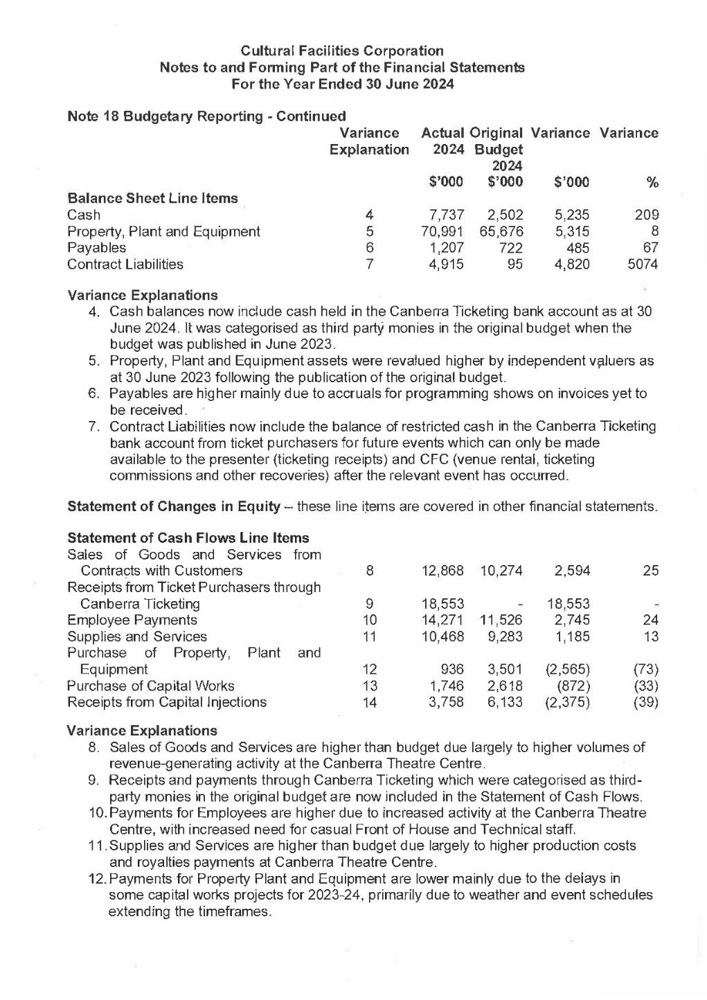 Cultural Facilities Corporation
Notes to and Forming Part of the Financial Statements
For the Year Ended 30 June 2024
Note 18 Budgetary Reporting - Continued
Variance Actual Original Variance Variance
Explanation 2024 Budget
2024
$'000 $'000 $'000 %
Balance Sheet Line Items
Cash 4 7,737 2,502 5,235 209
Property, Plant and Equipment 5 70,991 65,676 5,315 8
Payables 6 1,207 722 485 67
Contract Liabilities 7 4,915 95 4,820 5074
Variance Explanations
4. Cash balances now include cash held in the Canberra Ticketing bank account as at 30
June 2024. It was categorised as third party monies in the original budget when the
budget was published in June 2023.
5. Property, Plant and Equipment assets were revalued higher by independent valuers as
at 30 June 2023 following the publication of the original budget.
6. Payables are higher mainly due to accruals for programming shows on invoices yet to
be received.
7. Contract Liabilities now include the balance of restricted cash in the Canberra Ticketing
bank account from ticket purchasers for future events which can only be made
available to the presenter (ticketing receipts) and CFC (venue rental, ticketing
commissions and other recoveries) after the relevant event has occurred.
Statement of Changes in Equity – these line items are covered in other financial statements.
Statement of Cash Flows Line Items
Sales of Goods and Services from
Contracts with Customers 8 12,868 10,274 2,594 25
Receipts from Ticket Purchasers through
Canberra Ticketing 9 18,553 - 18,553 -
Employee Payments 10 14,271 11,526 2,745 24
Supplies and Services 11 10,468 9,283 1,185 13
Purchase of Property, Plant and
Equipment 12 936 3,501 (2,565) (73)
Purchase of Capital Works 13 1,746 2,618 (872) (33)
Receipts from Capital Injections 14 3,758 6,133 (2,375) (39)
Variance Explanations
8. Sales of Goods and Services are higher than budget due largely to higher volumes of
revenue-generating activity at the Canberra Theatre Centre.
9. Receipts and payments through Canberra Ticketing which were categorised as third-
party monies in the original budget are now included in the Statement of Cash Flows.
10. Payments for Employees are higher due to increased activity at the Canberra Theatre
Centre, with increased need for casual Front of House and Technical staff.
11. Supplies and Services are higher than budget due largely to higher production costs
and royalties payments at Canberra Theatre Centre.
12. Payments for Property Plant and Equipment are lower mainly due to the delays in
some capital works projects for 2023-24, primarily due to weather and event schedules
extending the timeframes.